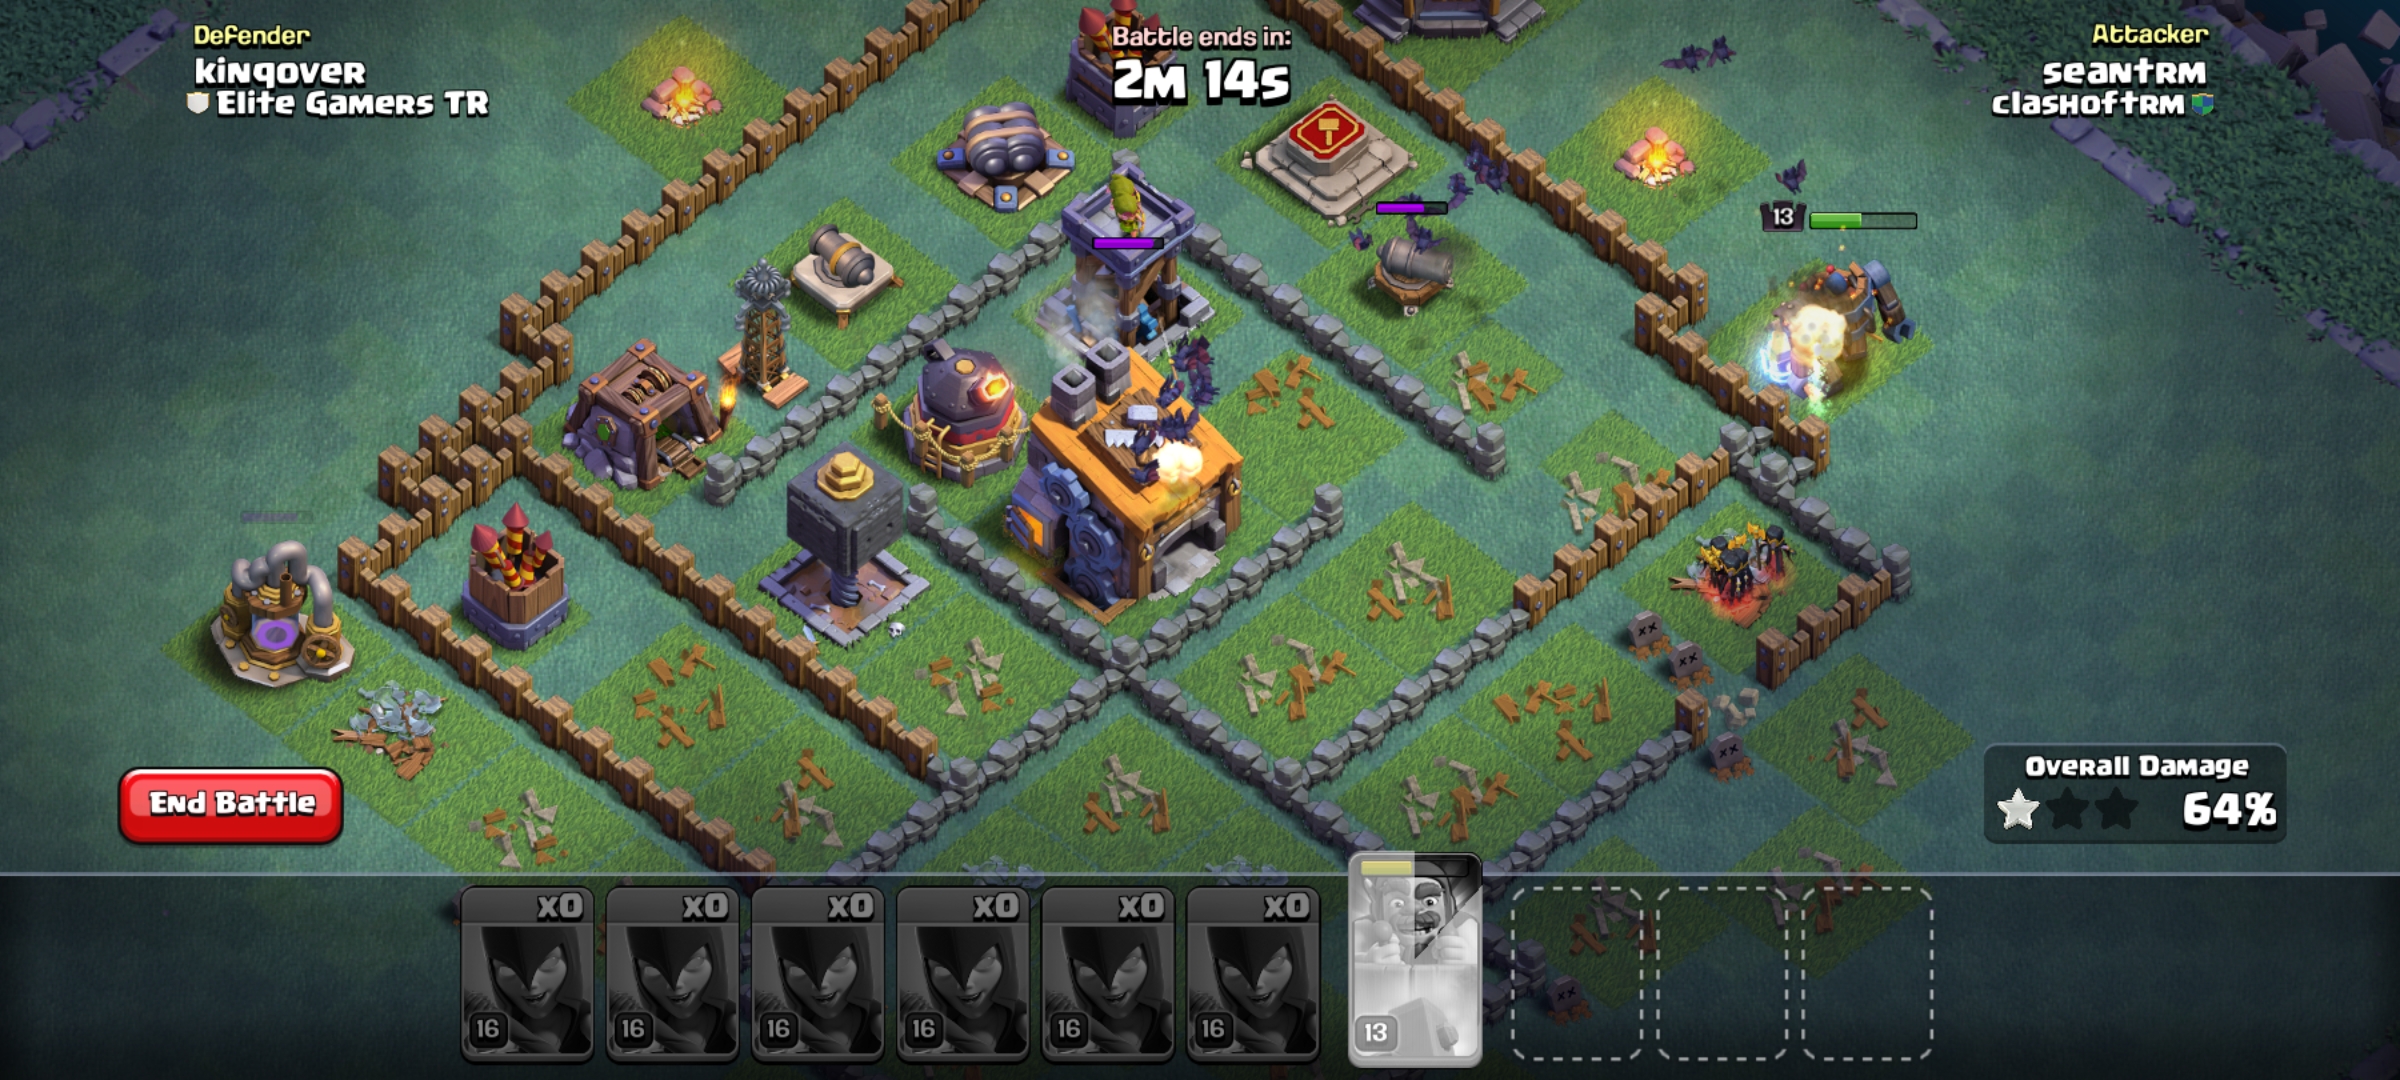 Defender
kinqover
Elite Gamers TR
Battle ends in:
2M 14s
Attacker
seantRM
clashoftRM
13
End Battle
Overall Damage
64%
x0
x0
x0
x0
x0
x0
16
16
16
16
16
16
13